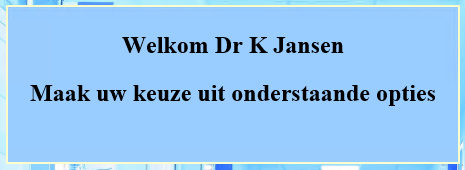 Welkom Dr K Jansen
Maak uw keuze uit onderstaande opties